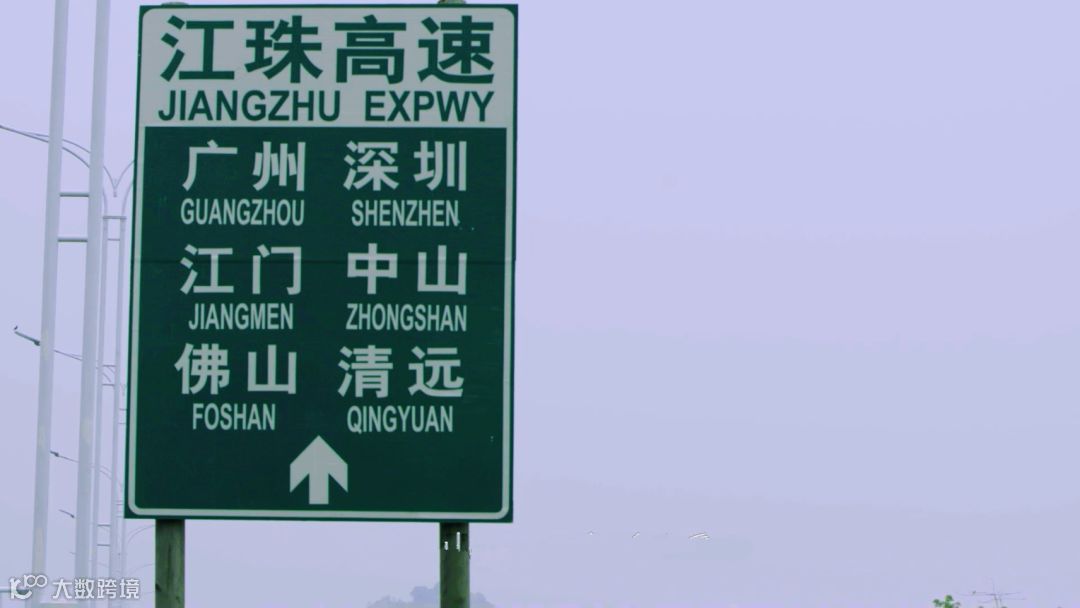 江珠高速
JIANGZHU EXPWY
广州 深圳
GUANGZHOU SHENZHEN
江门 中山
JIANGMEN ZHONGSHAN
佛山 清远
FOSHAN QINGYUAN
大数跨境